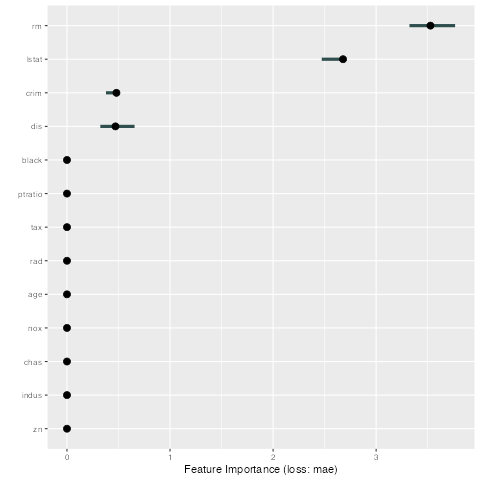 rm
lstat
crim
dis
black
ptratio
tax
rad
age
nox
chas
indus
zn
0 1 2 3
Feature Importance (loss: mae)